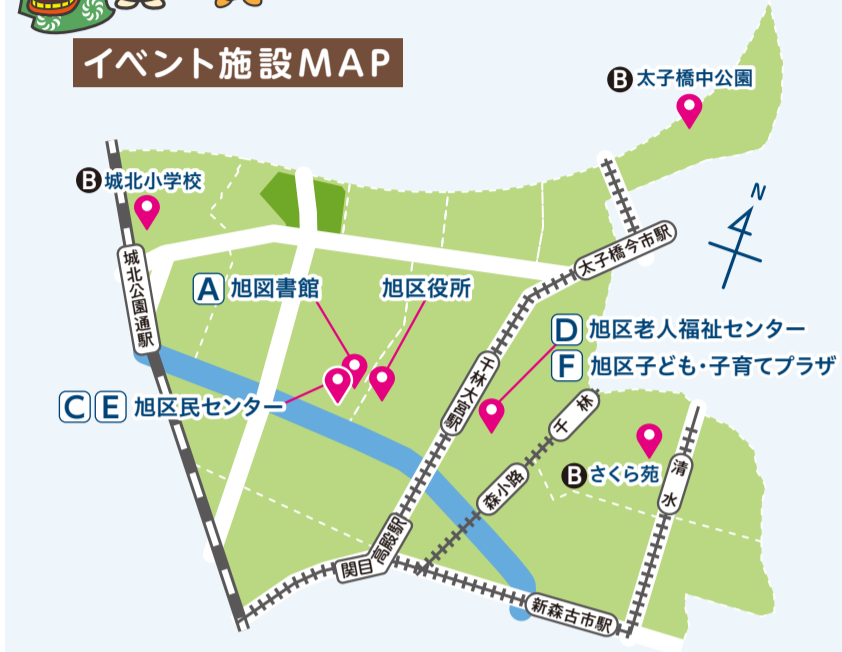 イベント施設MAP
B 太子橋中公園
B 城北小学校
N
太子橋今市駅
城北公園通駅
A 旭図書館
旭区役所
D 旭区老人福祉センター
F 旭区子ども・子育てプラザ
千林大宮駅
C E 旭区民センター
千林
清水
B さくら苑
森小路
関目高殿駅
新森古市駅